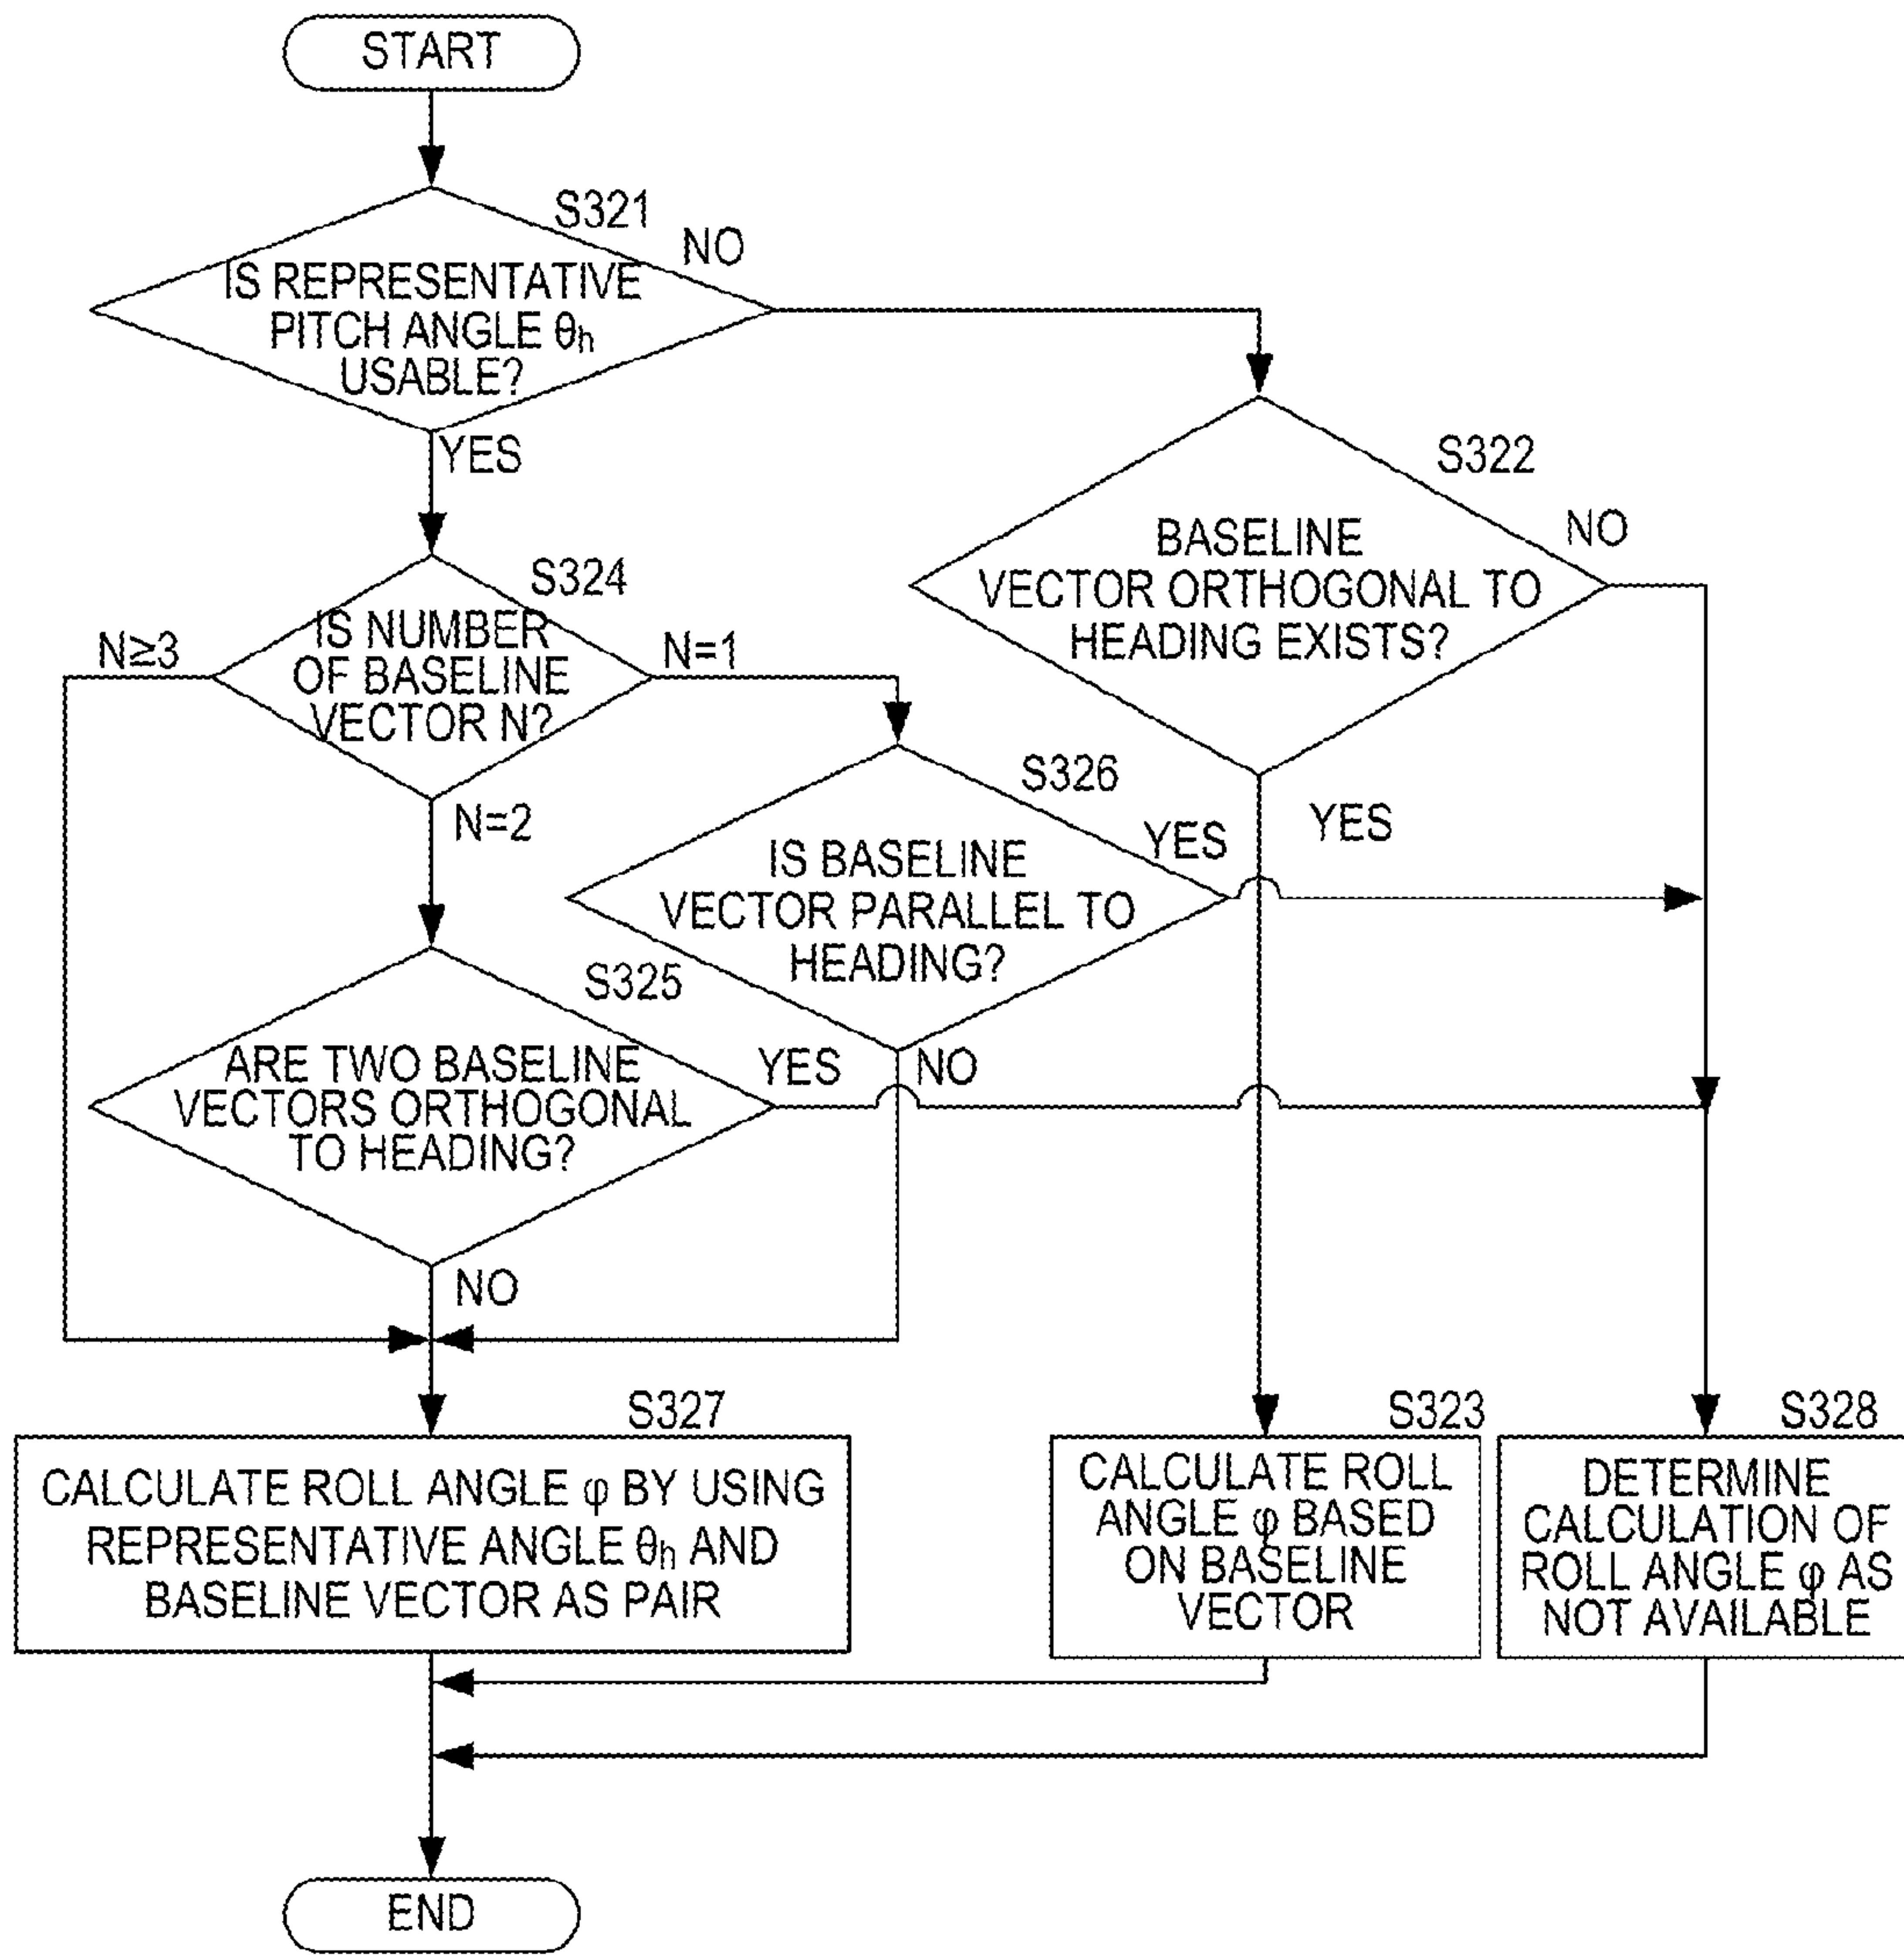 START
S321
NO
IS REPRESENTATIVE
PITCH ANGLE θh
USABLE?
YES
S322
BASELINE
VECTOR ORTHOGONAL TO
HEADING EXISTS?
NO
YES
S324
IS NUMBER
OF BASELINE
VECTOR N?
N≥3
N=1
N=2
S326
IS BASELINE
VECTOR PARALLEL TO
HEADING?
YES
NO
S325
ARE TWO BASELINE
VECTORS ORTHOGONAL
TO HEADING?
YES
NO
S327
CALCULATE ROLL ANGLE φ BY USING
REPRESENTATIVE ANGLE θh AND
BASELINE VECTOR AS PAIR
S323
CALCULATE ROLL
ANGLE φ BASED
ON BASELINE
VECTOR
S328
DETERMINE
CALCULATION OF
ROLL ANGLE φ AS
NOT AVAILABLE
END